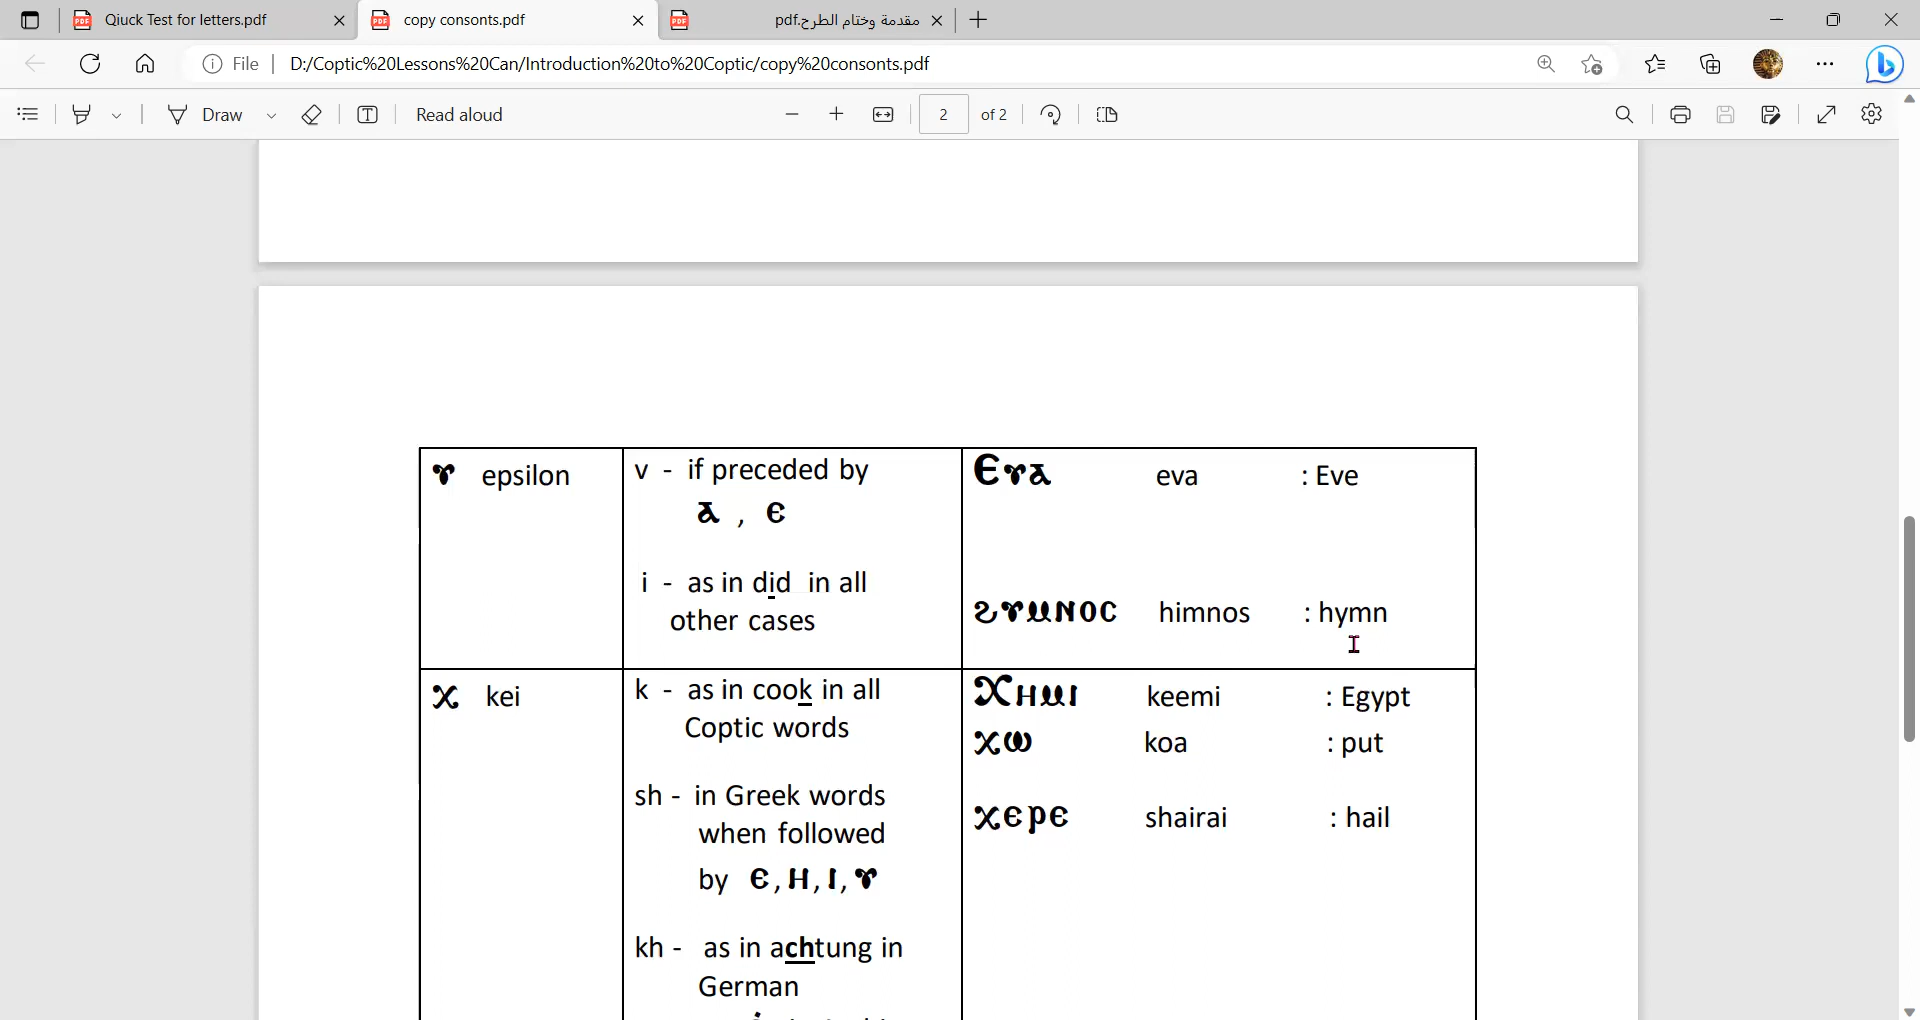 Qiuck Test for letters.pdf
copy consonts.pdf
مقدمة وختام الطرح.pdf
File
D:/Coptic%20Lessons%20Can/Introduction%20to%20Coptic/copy%20consonts.pdf
Draw
Read aloud
2
of 2
ⲩ epsilon
v - if preceded by
ⲁ , ⲉ
i - as in did in all
other cases
Ⲉⲩⲁ eva : Eve
ϩⲩⲙⲛⲟⲥ himnos : hymn
ⲭ kei
k - as in cook in all
Coptic words
sh - in Greek words
when followed
by ⲉ, ⲏ, ⲓ, ⲩ
kh - as in achtung in
German
Ⲭⲏⲙⲓ keemi : Egypt
ⲭⲱ koa : put
ⲭⲉⲣⲉ shairai : hail